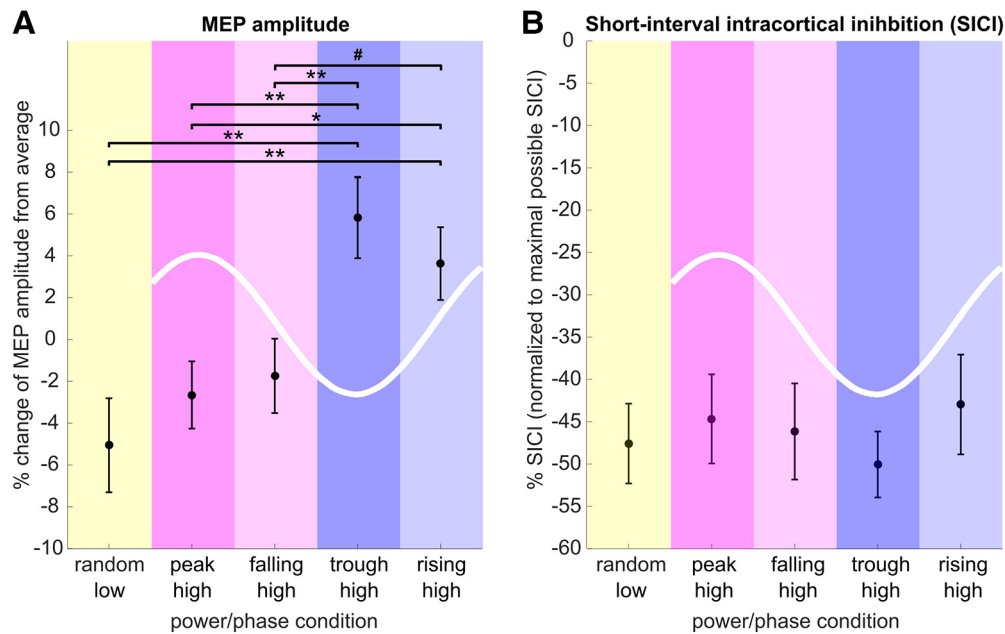 A
MEP amplitude
% change of MEP amplitude from average
10
8
6
4
2
0
-2
-4
-6
-8
-10
#
**
**
*
**
**
random low
peak high
falling high
trough high
rising high
power/phase condition
B
Short-interval intracortical inihbition (SICI)
% SICI (normalized to maximal possible SICI)
0
-5
-10
-15
-20
-25
-30
-35
-40
-45
-50
-55
-60
random low
peak high
falling high
trough high
rising high
power/phase condition